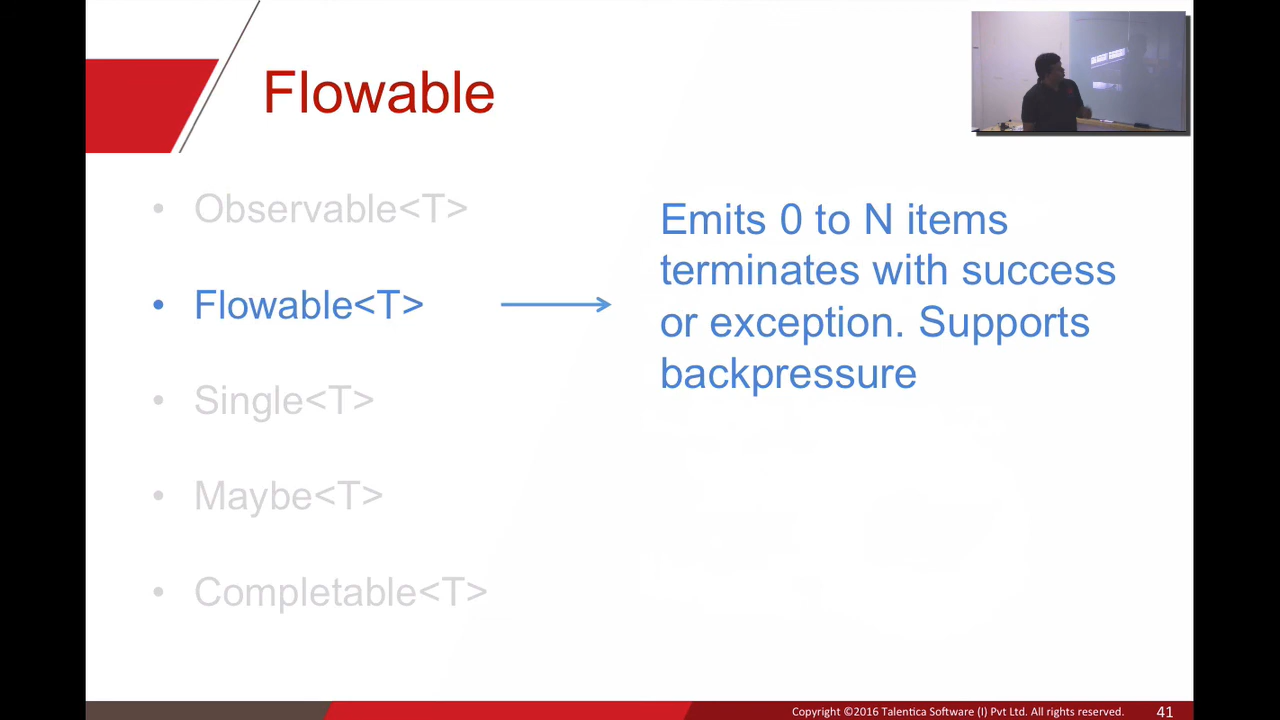 Flowable
• Observable<T>
• Flowable<T>
• Single<T>
• Maybe<T>
• Completable<T>
Emits 0 to N items
terminates with success
or exception. Supports
backpressure
Copyright ©2016 Talentica Software (I) Pvt Ltd. All rights reserved.
41